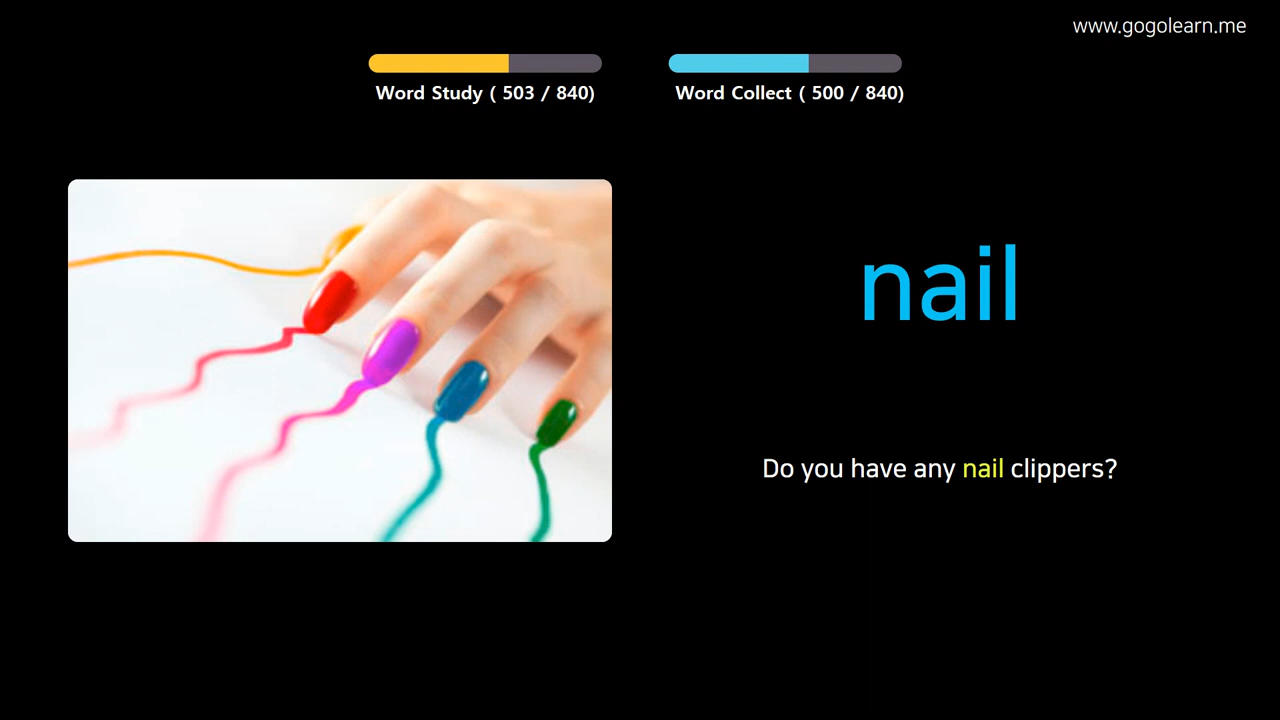 www.gogolearn.me
Word Study ( 503 / 840)
Word Collect ( 500 / 840)
nail
Do you have any nail clippers?